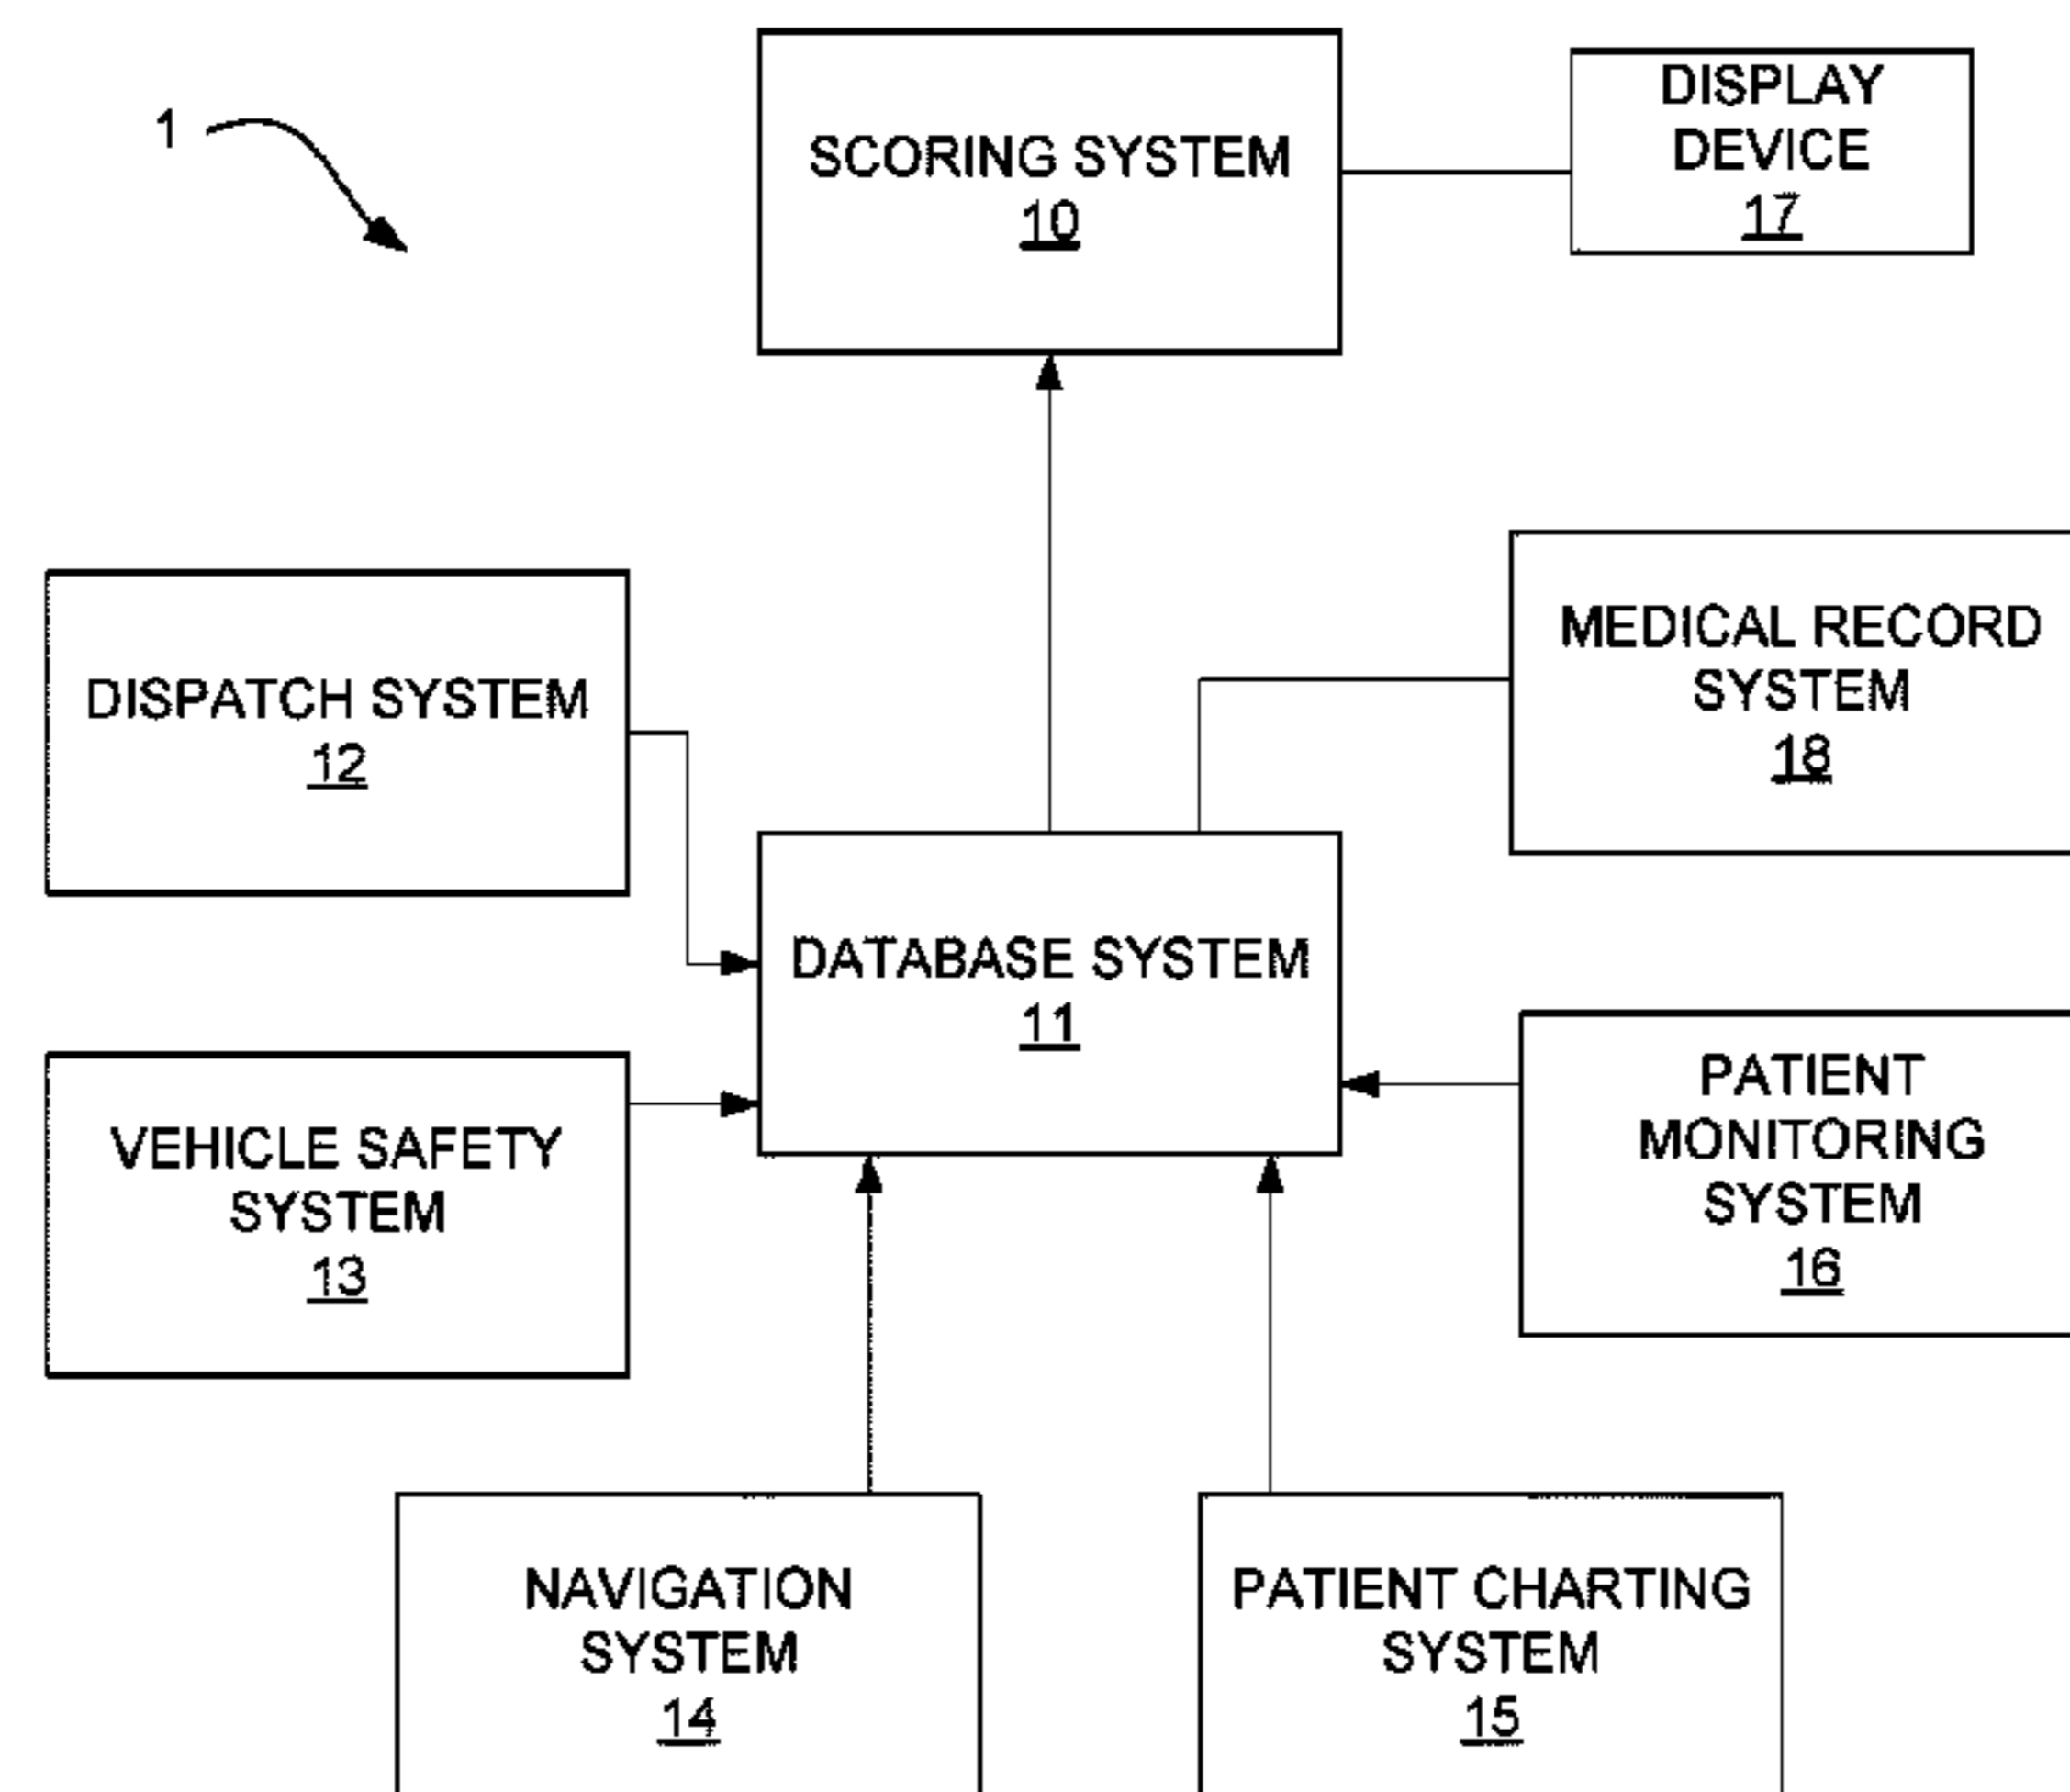 1
SCORING SYSTEM
10
DISPLAY
DEVICE
17
DISPATCH SYSTEM
12
MEDICAL RECORD
SYSTEM
18
DATABASE SYSTEM
11
VEHICLE SAFETY
SYSTEM
13
PATIENT
MONITORING
SYSTEM
16
NAVIGATION
SYSTEM
14
PATIENT CHARTING
SYSTEM
15